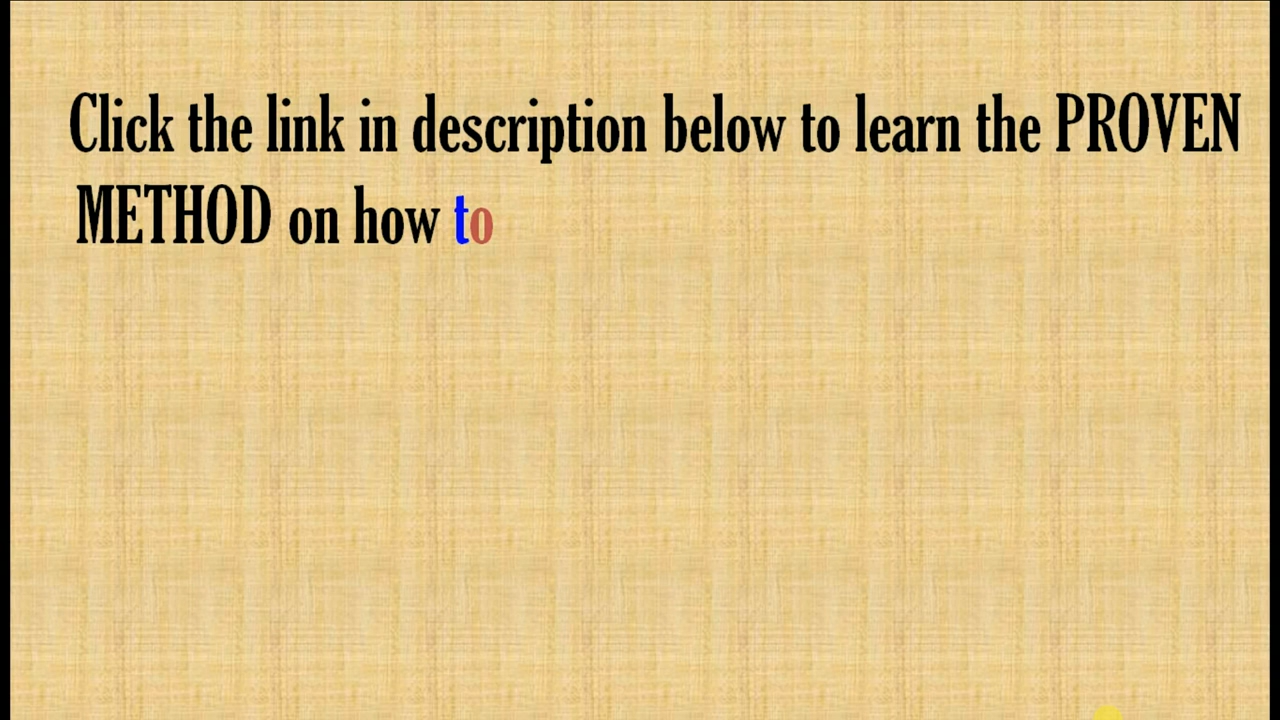 Click the link in description below to learn the PROVEN
METHOD on how to